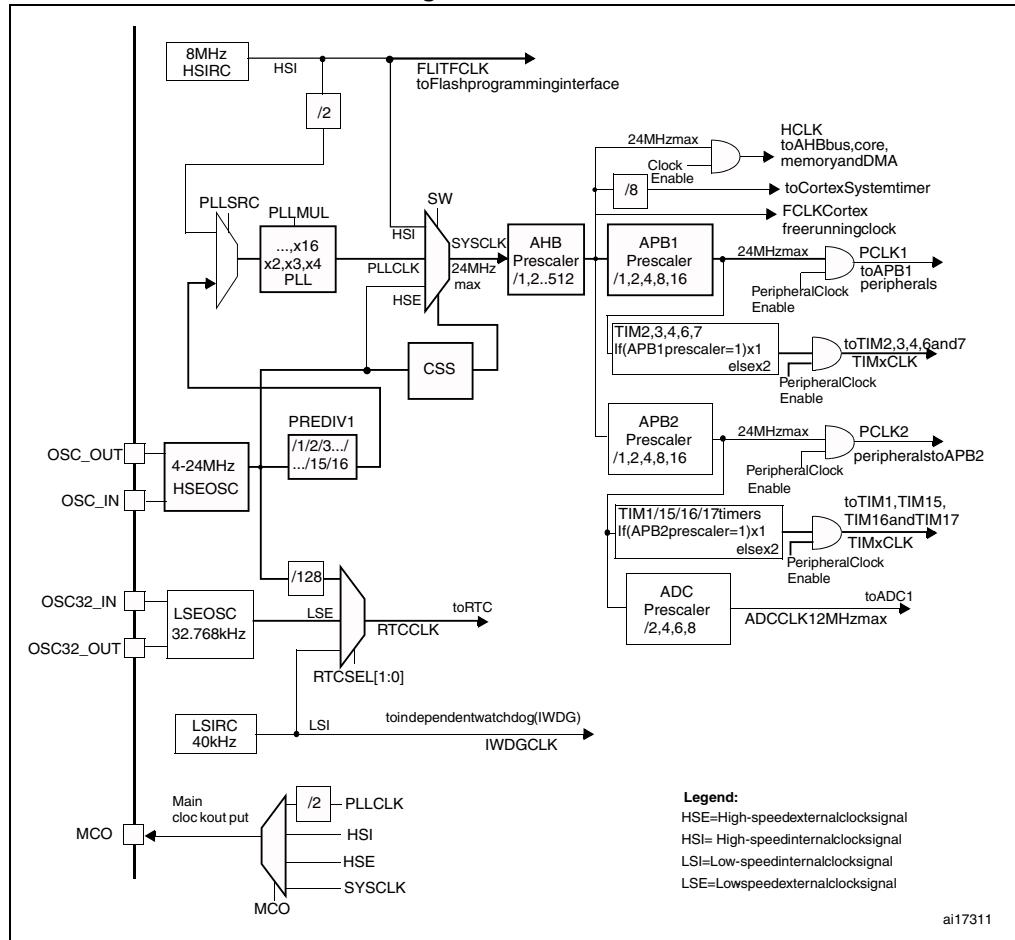 8MHz
HSIRC
HSI
FLITFCLK
toFlashprogramminginterface
/2
HCLK
toAHBbus,core,
memoryandDMA
24MHzmax
Clock
Enable
/8
toCortexSystemtimer
FCLKCortex
freerunningclock
PLLSRC
PLLMUL
...,x16
x2,x3,x4
PLL
SW
HSI
PLLCLK
HSE
SYSCLK
24MHz
max
AHB
Prescaler
/1,2..512
APB1
Prescaler
/1,2,4,8,16
24MHzmax
PCLK1
toAPB1
peripherals
PeripheralClock
Enable
TIM2,3,4,6,7
If(APB1prescaler=1)x1
elsex2
toTIM2,3,4,6and7
TIMxCLK
PeripheralClock
Enable
CSS
PREDIV1
/1/2/3.../
.../15/16
OSC_OUT
OSC_IN
4-24MHz
HSEOSC
APB2
Prescaler
/1,2,4,8,16
24MHzmax
PCLK2
peripheralstoAPB2
PeripheralClock
Enable
TIM1/15/16/17timers
If(APB2prescaler=1)x1
elsex2
toTIM1,TIM15,
TIM16andTIM17
TIMxCLK
PeripheralClock
Enable
/128
OSC32_IN
OSC32_OUT
LSEOSC
32.768kHz
LSE
toRTC
RTCCLK
RTCSEL[1:0]
ADC
Prescaler
/2,4,6,8
toADC1
ADCCLK12MHzmax
LSIRC
40kHz
LSI
toindependentwatchdog(IWDG)
IWDGCLK
Main
cloc kout put
MCO
/2
PLLCLK
HSI
HSE
SYSCLK
MCO
Legend:
HSE=High-speedexternalclocksignal
HSI= High-speedinternalclocksignal
LSI=Low-speedinternalclocksignal
LSE=Lowspeedexternalclocksignal
ai17311